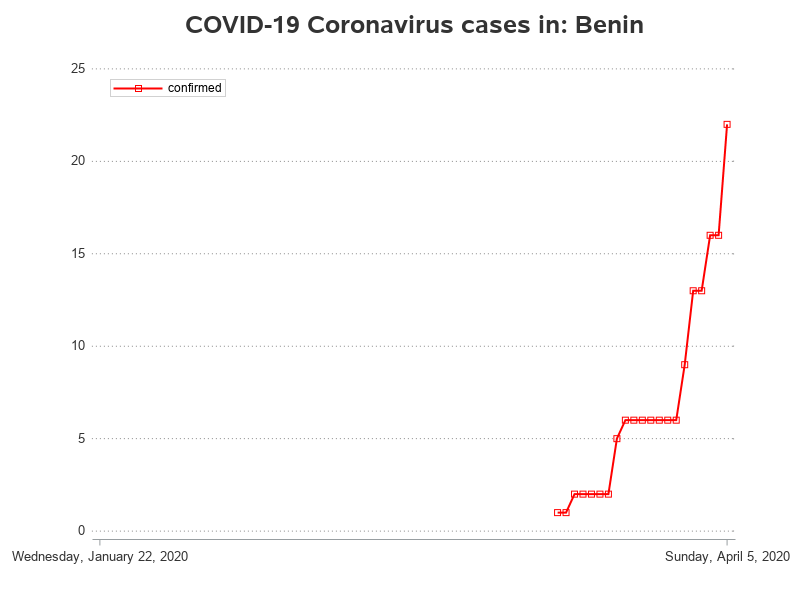 COVID-19 Coronavirus cases in: Benin
25
confirmed
20
15
10
5
0
Wednesday, January 22, 2020
Sunday, April 5, 2020